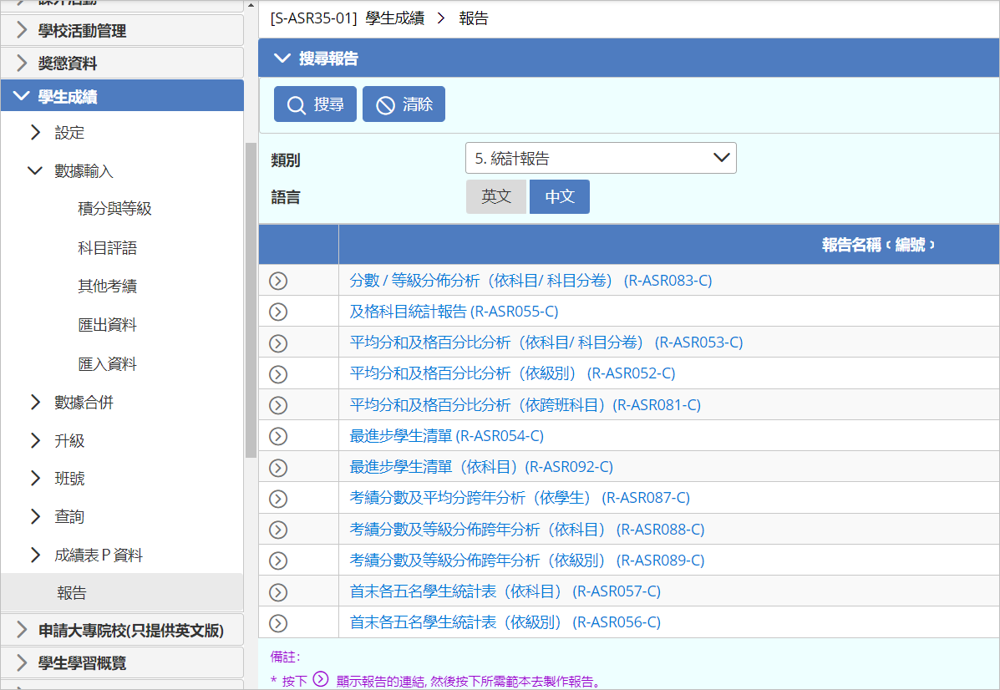 學校活動管理
獎懲資料
學生成績
設定
數據輸入
積分與等級
科目評語
其他考績
匯出資料
匯入資料
數據合併
升級
班號
查詢
成績表 P 資料
報告
申請大專院校(只提供英文版)
學生學習概覽
[S-ASR35-01] 學生成績 > 報告
搜尋報告
搜尋 清除
類別 5. 統計報告
語言 英文 中文
報告名稱﹝編號﹞
分數 / 等級分佈分析（依科目/ 科目分卷） (R-ASR083-C)
及格科目統計報告 (R-ASR055-C)
平均分和及格百分比分析（依科目/ 科目分卷） (R-ASR053-C)
平均分和及格百分比分析（依級別） (R-ASR052-C)
平均分和及格百分比分析（依跨班科目）(R-ASR081-C)
最進步學生清單 (R-ASR054-C)
最進步學生清單（依科目）(R-ASR092-C)
考績分數及平均分跨年分析（依學生） (R-ASR087-C)
考績分數及等級分佈跨年分析（依科目） (R-ASR088-C)
考績分數及等級分佈跨年分析（依級別） (R-ASR089-C)
首末各五名學生統計表（依科目） (R-ASR057-C)
首末各五名學生統計表（依級別） (R-ASR056-C)
備註：
* 按下 顯示報告的連結, 然後按下所需範本去製作報告。